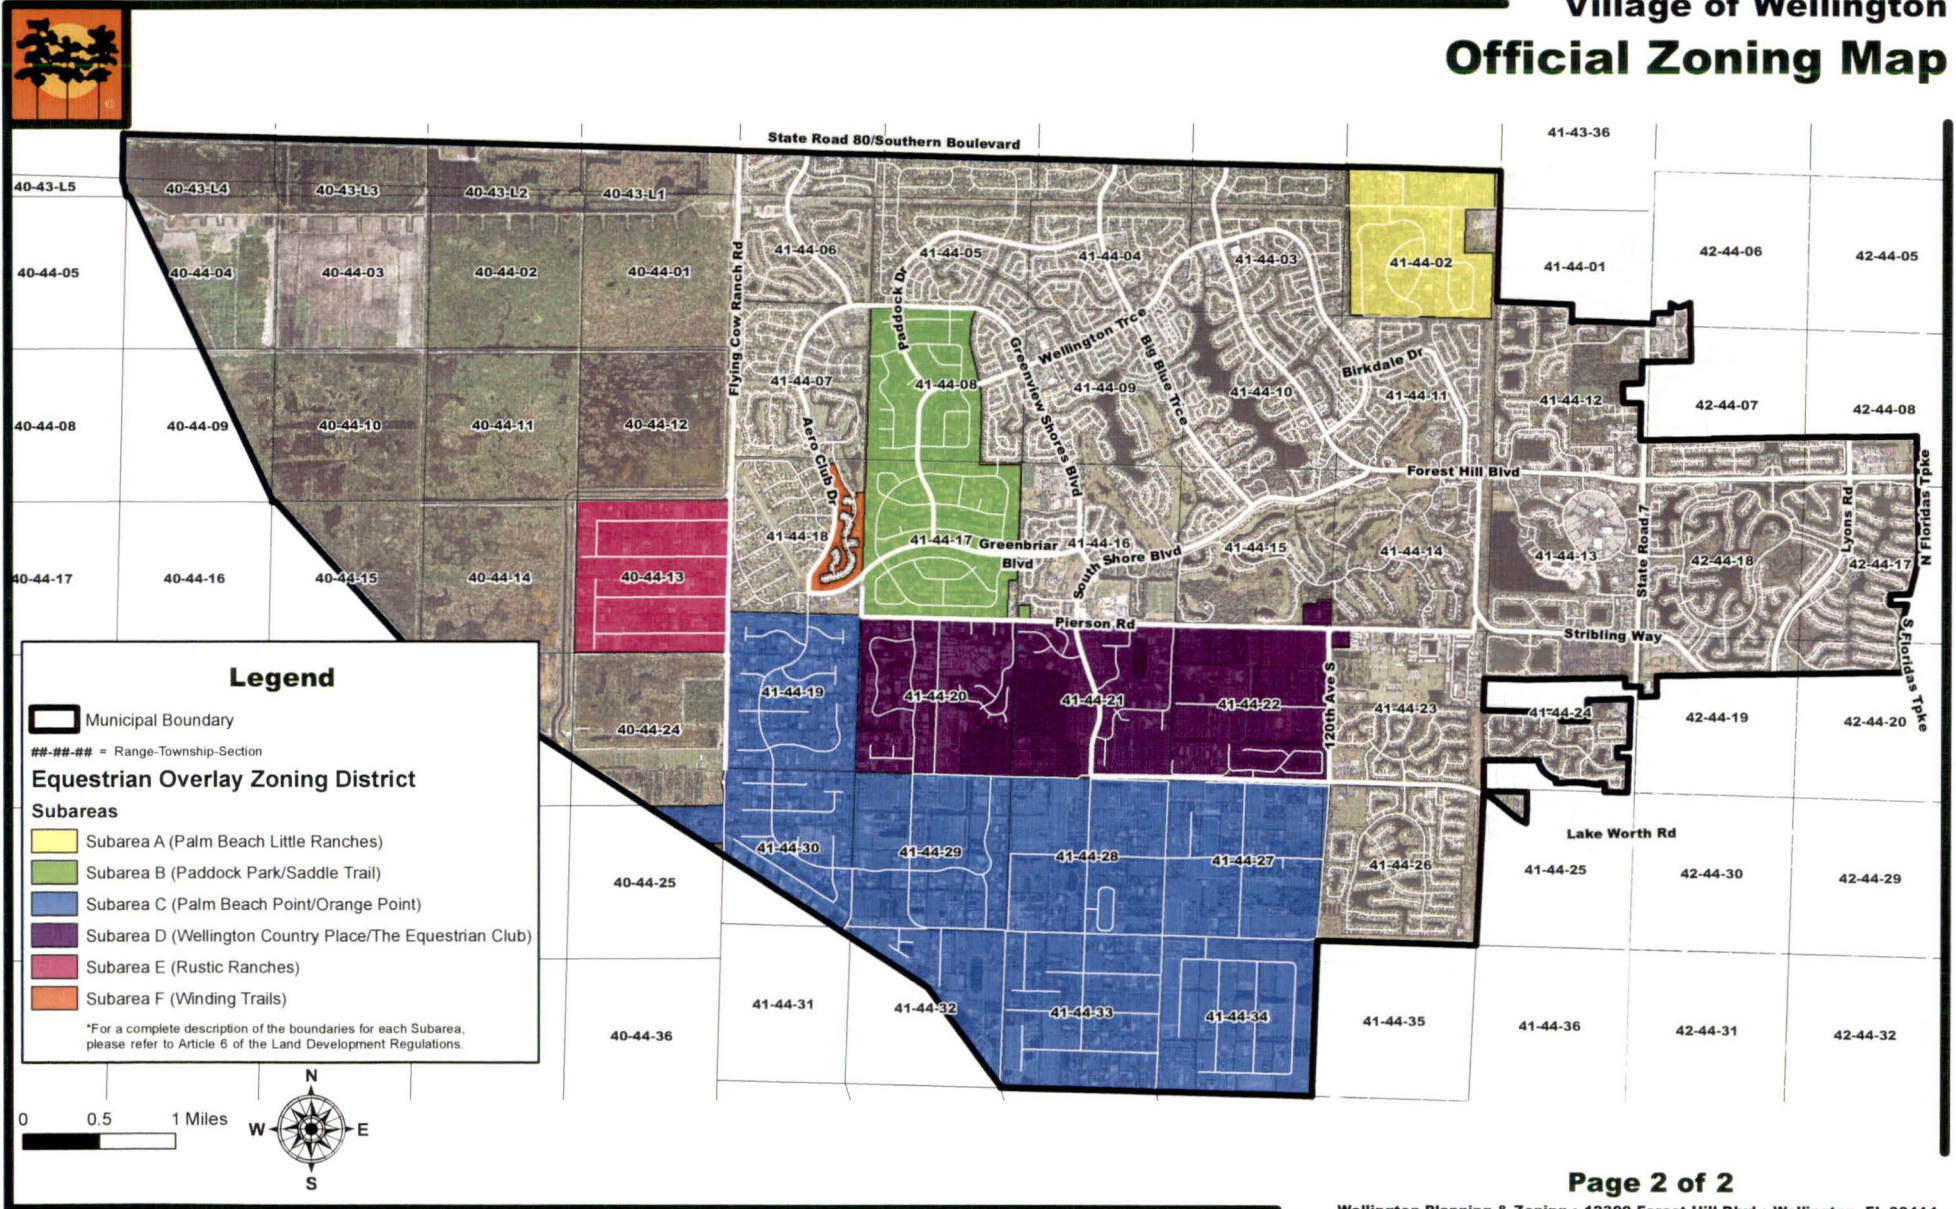 Village of Wellington
Official Zoning Map
State Road 80/Southern Boulevard
41-43-36
40-43-L5
40-43-L4
40-43-L3
40-43-L2
40-43-L1
40-44-05
40-44-04
40-44-03
40-44-02
40-44-01
Flying Cow Ranch Rd
41-44-06
Paddock Dr
41-44-05
41-44-04
41-44-03
41-44-02
41-44-01
42-44-06
42-44-05
40-44-08
40-44-09
40-44-10
40-44-11
40-44-12
41-44-07
Aero Club Dr
41-44-08
Greenview Shores Blvd
Wellington Trce
41-44-09
Big Blue Trce
41-44-10
Birkdale Dr
41-44-11
41-44-12
42-44-07
42-44-08
Forest Hill Blvd
40-44-17
40-44-16
40-44-15
40-44-14
40-44-13
41-44-18
41-44-17
Greenbriar
Blvd
41-44-16
South Shore Blvd
41-44-15
41-44-14
41-44-13
State Road 7
42-44-18
Lyons Rd
42-44-17
N Floridas Tpke
S Floridas Tpke
Pierson Rd
Stribling Way
40-44-24
41-44-19
41-44-20
41-44-21
41-44-22
120th Ave S
41-44-23
41-44-24
42-44-19
42-44-20
Lake Worth Rd
40-44-25
41-44-30
41-44-29
41-44-28
41-44-27
41-44-26
41-44-25
42-44-30
42-44-29
40-44-36
41-44-31
41-44-32
41-44-33
41-44-34
41-44-35
41-44-36
42-44-31
42-44-32
Legend
Municipal Boundary
##-##-## = Range-Township-Section
Equestrian Overlay Zoning District
Subareas
Subarea A (Palm Beach Little Ranches)
Subarea B (Paddock Park/Saddle Trail)
Subarea C (Palm Beach Point/Orange Point)
Subarea D (Wellington Country Place/The Equestrian Club)
Subarea E (Rustic Ranches)
Subarea F (Winding Trails)
*For a complete description of the boundaries for each Subarea,
please refer to Article 6 of the Land Development Regulations.
0 0.5 1 Miles
N
W E
S
Page 2 of 2